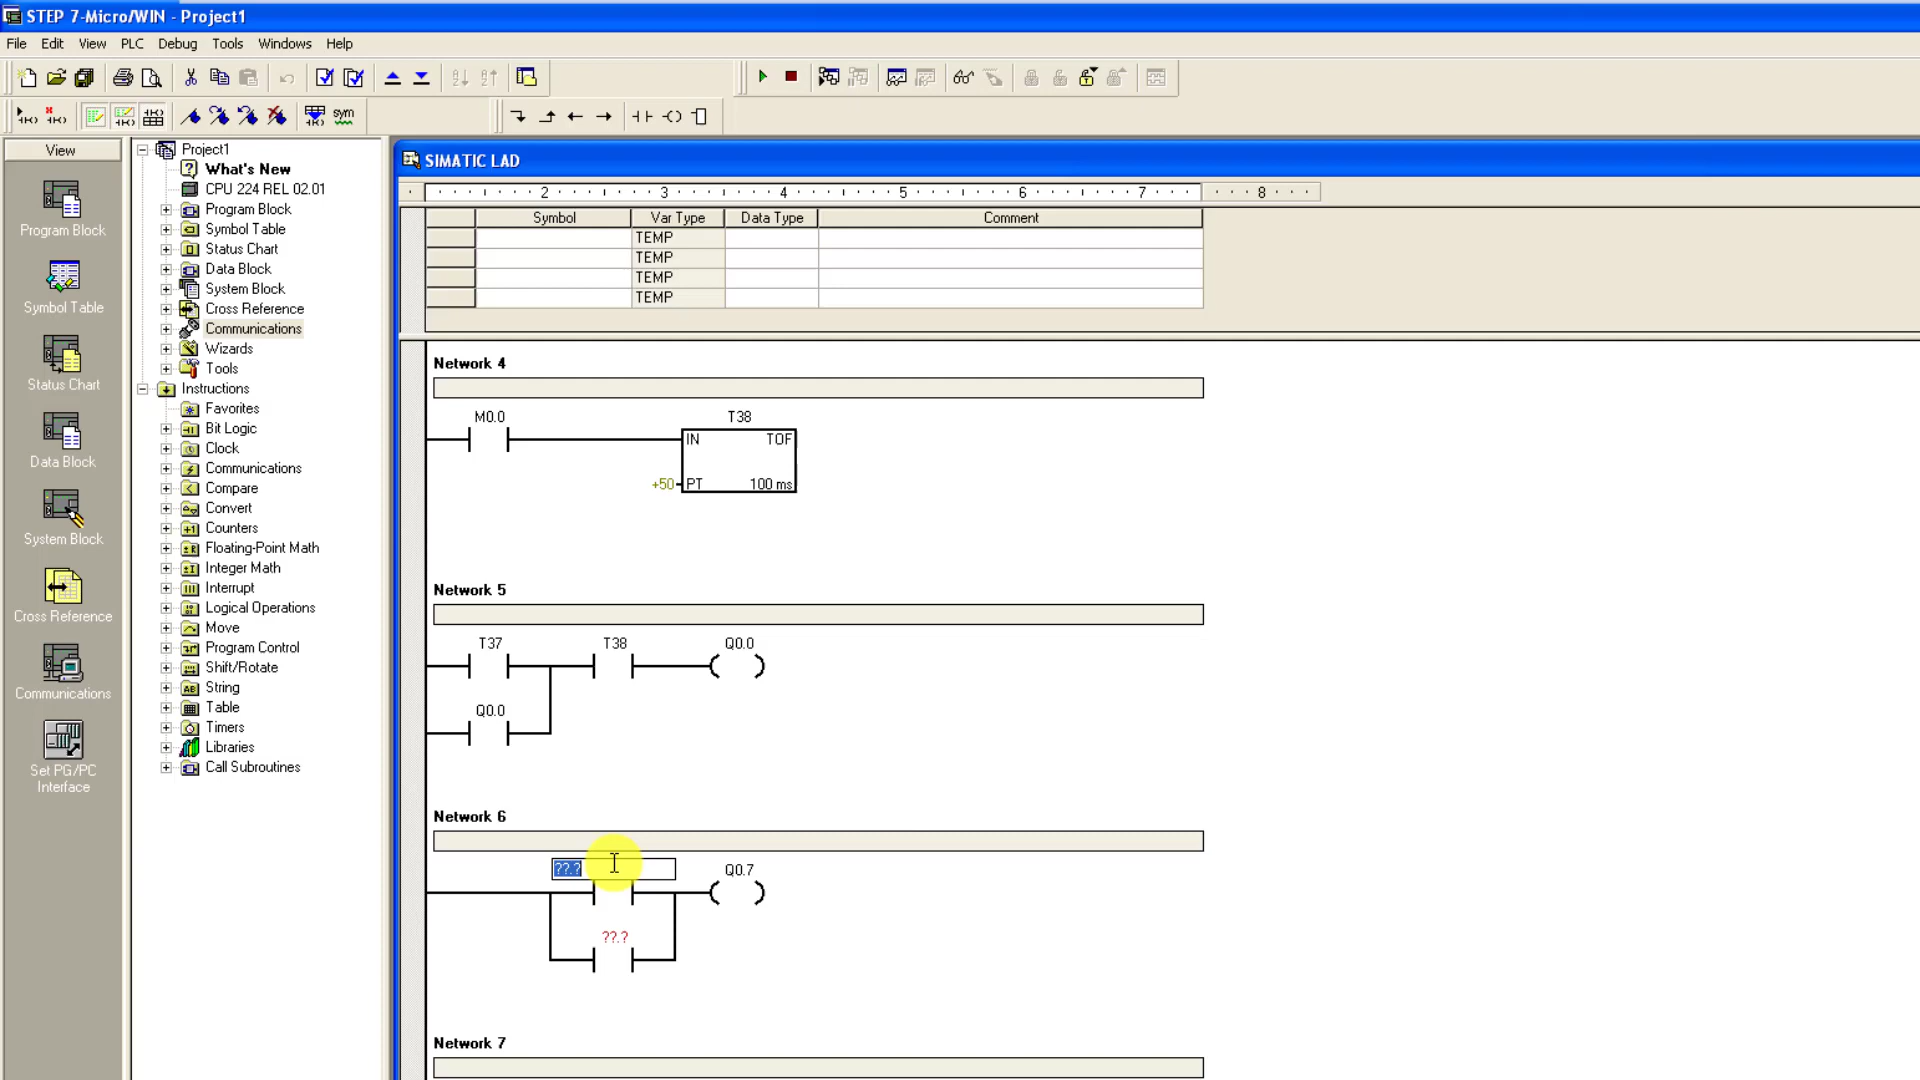 STEP 7-Micro/WIN - Project1
File Edit View PLC Debug Tools Windows Help
sym
View
Program Block
Symbol Table
Status Chart
Data Block
System Block
Cross Reference
Communications
Set PG/PC
Interface
Project1
What's New
CPU 224 REL 02.01
Program Block
Symbol Table
Status Chart
Data Block
System Block
Cross Reference
Communications
Wizards
Tools
Instructions
Favorites
Bit Logic
Clock
Communications
Compare
Convert
Counters
Floating-Point Math
Integer Math
Interrupt
Logical Operations
Move
Program Control
Shift/Rotate
String
Table
Timers
Libraries
Call Subroutines
SIMATIC LAD
2 3 4 5 6 7 8
Symbol Var Type Data Type Comment
TEMP
TEMP
TEMP
TEMP
Network 4
M0.0 T38
IN TOF
+50 PT 100 ms
Network 5
T37 T38 Q0.0
Q0.0
Network 6
??.? Q0.7
??.?
Network 7